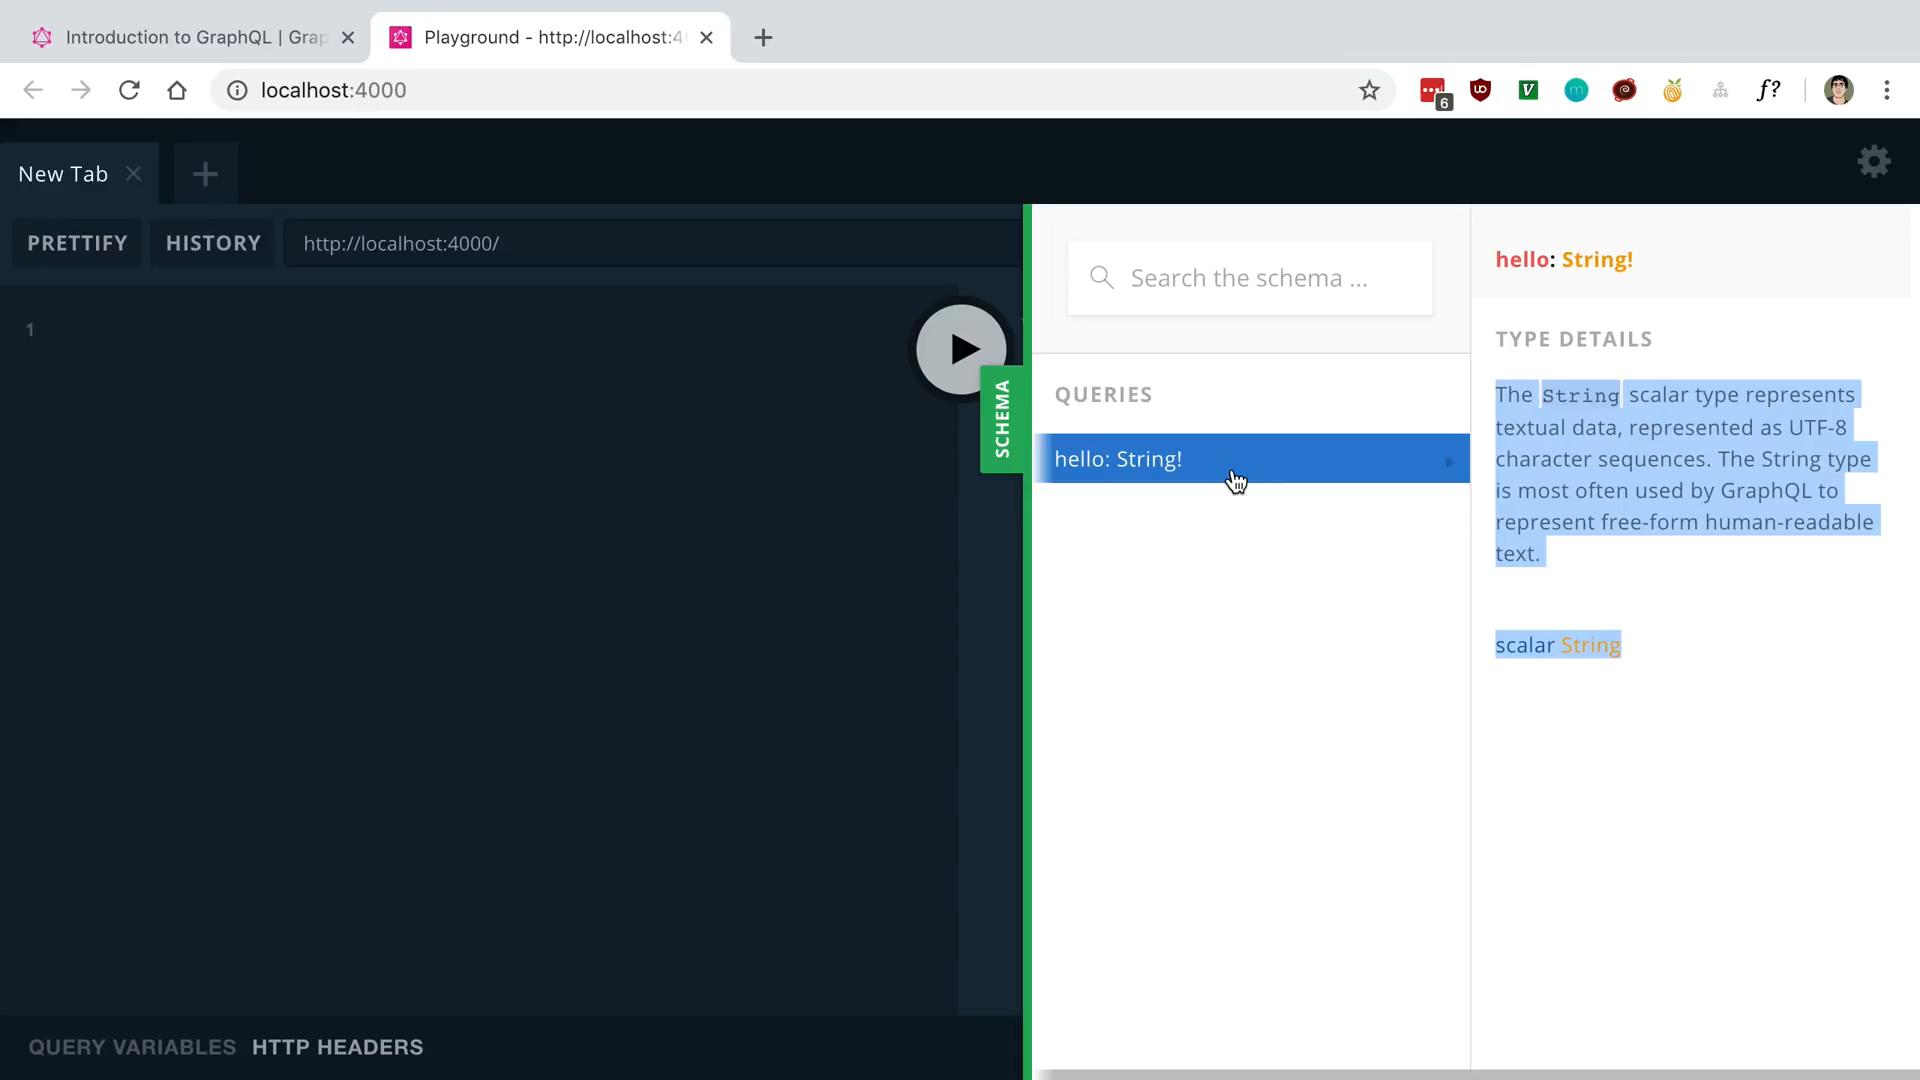 Introduction to GraphQL | Grap
Playground - http://localhost:4
localhost:4000
6
New Tab
PRETTIFY
HISTORY
http://localhost:4000/
1
SCHEMA
Search the schema ...
QUERIES
hello: String!
hello: String!
TYPE DETAILS
The String scalar type represents
textual data, represented as UTF-8
character sequences. The String type
is most often used by GraphQL to
represent free-form human-readable
text.
scalar String
QUERY VARIABLES
HTTP HEADERS